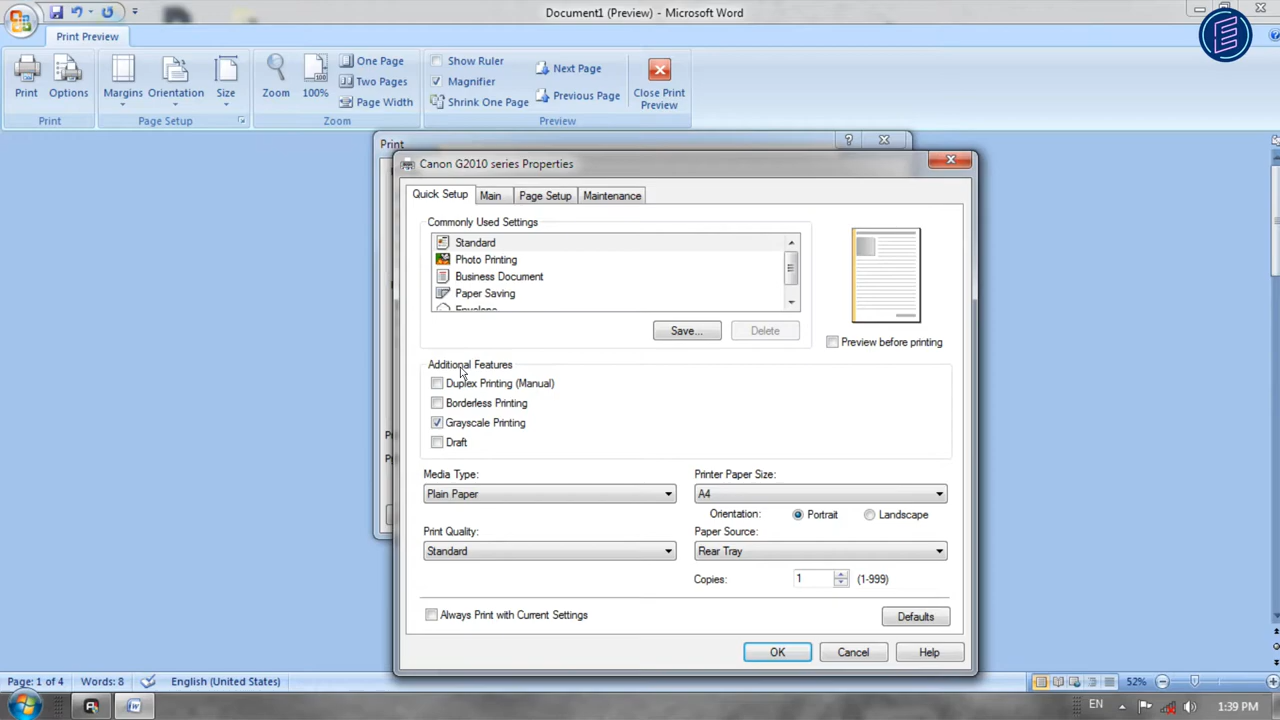 Document1 (Preview) - Microsoft Word
Print Preview
Print
Options
Margins
Orientation
Size
Zoom
100
100%
One Page
Two Pages
Page Width
Show Ruler
Magnifier
Shrink One Page
Next Page
Previous Page
Close Print
Preview
Print
Page Setup
Zoom
Preview
Print
Canon G2010 series Properties
Quick Setup
Main
Page Setup
Maintenance
Commonly Used Settings
Standard
Photo Printing
Business Document
Paper Saving
Envelope
Save...
Delete
Preview before printing
Additional Features
Duplex Printing (Manual)
Borderless Printing
Grayscale Printing
Draft
Media Type:
Plain Paper
Printer Paper Size:
A4
Orientation:
Portrait
Landscape
Print Quality:
Standard
Paper Source:
Rear Tray
Copies:
1
(1-999)
Always Print with Current Settings
Defaults
OK
Cancel
Help
Page: 1 of 4
Words: 8
English (United States)
52%
EN
1:39 PM